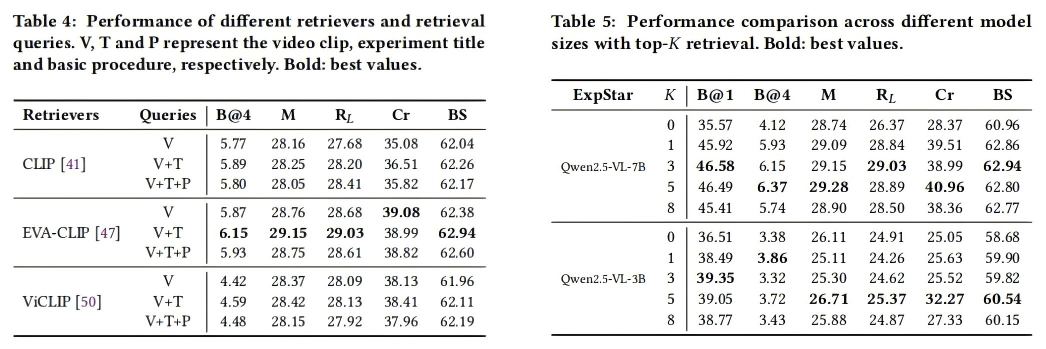 Table 4: Performance of different retrievers and retrieval
queries. V, T and P represent the video clip, experiment title
and basic procedure, respectively. Bold: best values.
Retrievers Queries B@4 M R_L Cr BS
V 5.77 28.16 27.68 35.08 62.04
CLIP [41] V+T 5.89 28.25 28.20 36.51 62.26
V+T+P 5.80 28.05 28.41 35.82 62.17
V 5.87 28.76 28.68 39.08 62.38
EVA-CLIP [47] V+T 6.15 29.15 29.03 38.99 62.94
V+T+P 5.93 28.75 28.61 38.82 62.60
V 4.42 28.37 28.09 38.13 61.96
ViCLIP [50] V+T 4.59 28.42 28.13 38.41 62.11
V+T+P 4.48 28.15 27.92 37.96 62.19
Table 5: Performance comparison across different model
sizes with top-K retrieval. Bold: best values.
ExpStar K B@1 B@4 M R_L Cr BS
0 35.57 4.12 28.74 26.37 28.37 60.96
1 45.92 5.93 29.09 28.84 39.51 62.86
Qwen2.5-VL-7B 3 46.58 6.15 29.15 29.03 38.99 62.94
5 46.49 6.37 29.28 28.89 40.96 62.80
8 45.41 5.74 28.90 28.50 38.36 62.77
0 36.51 3.38 26.11 24.91 25.05 58.68
1 38.49 3.86 25.11 24.26 25.63 59.90
Qwen2.5-VL-3B 3 39.35 3.32 25.30 24.62 25.52 59.82
5 39.05 3.72 26.71 25.37 32.27 60.54
8 38.77 3.43 25.88 24.87 27.33 60.15